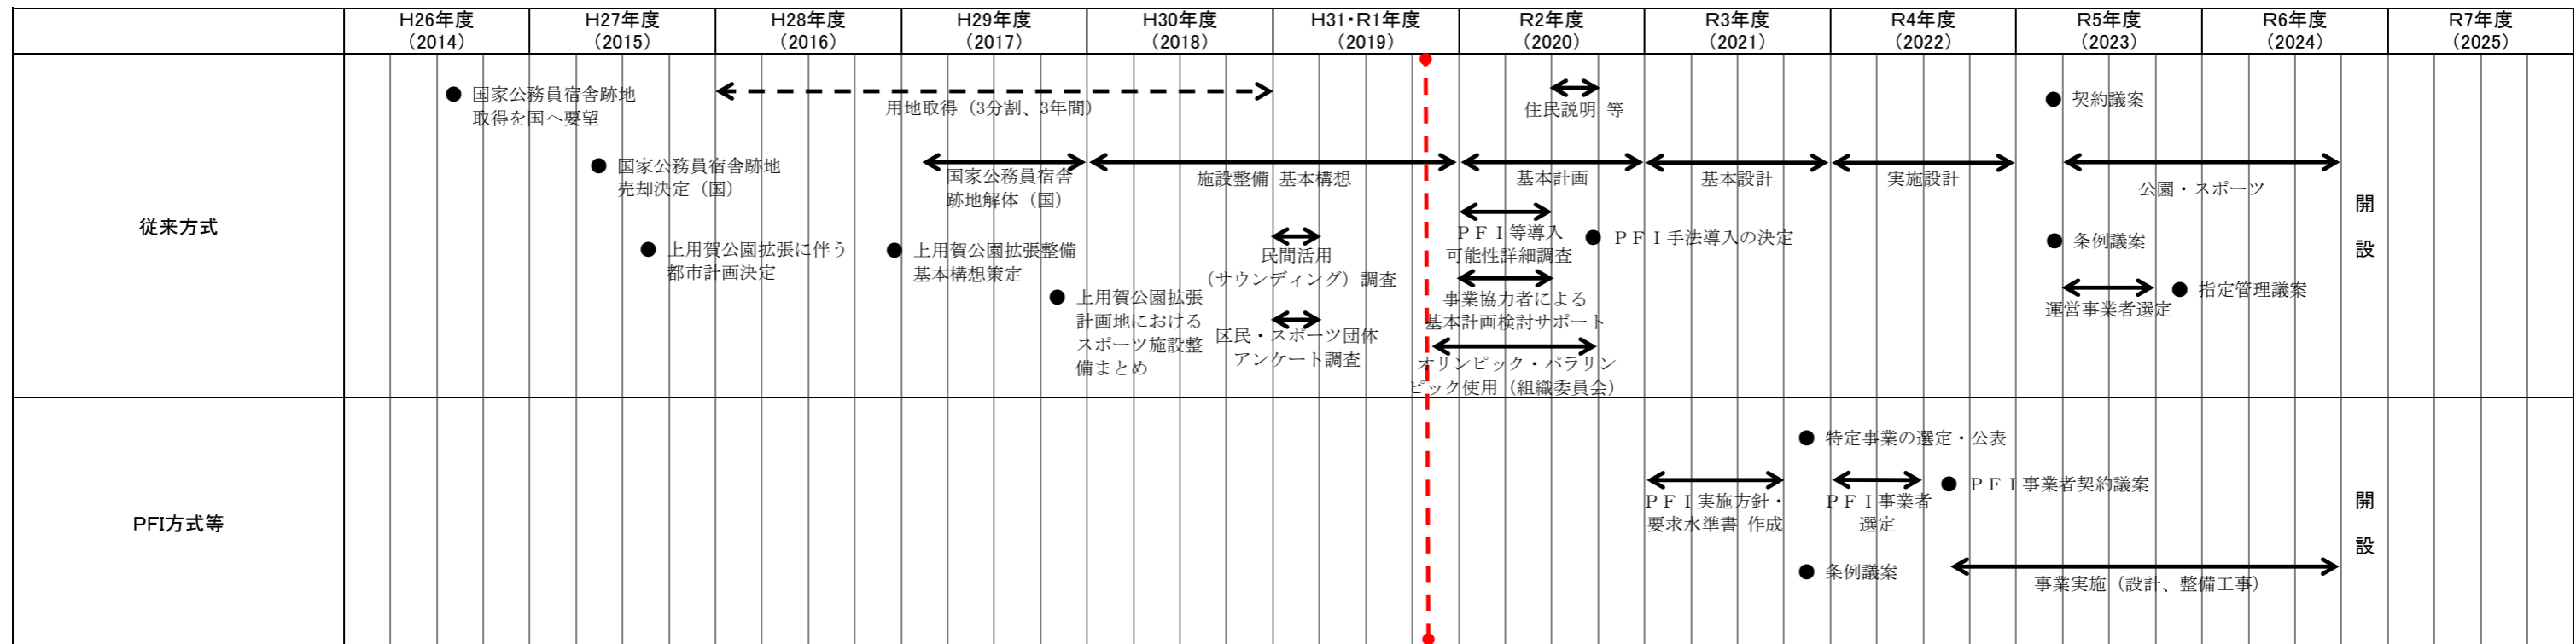 H26年度
(2014)
H27年度
(2015)
H28年度
(2016)
H29年度
(2017)
H30年度
(2018)
H31・R1年度
(2019)
R2年度
(2020)
R3年度
(2021)
R4年度
(2022)
R5年度
(2023)
R6年度
(2024)
R7年度
(2025)
従来方式
国家公務員宿舎跡地
取得を国へ要望
国家公務員宿舎跡地
売却決定（国）
上用賀公園拡張に伴う
都市計画決定
用地取得（3分割、3年間）
国家公務員宿舎
跡地解体（国）
上用賀公園拡張整備
基本構想策定
上用賀公園拡張
計画地における
スポーツ施設整
備まとめ
施設整備 基本構想
民間活用
（サウンディング）調査
区民・スポーツ団体
アンケート調査
住民説明 等
基本計画
ＰＦＩ等導入
可能性詳細調査
ＰＦＩ手法導入の決定
事業協力者による
基本計画検討サポート
オリンピック・パラリン
ピック使用（組織委員会）
基本設計
実施設計
契約議案
公園・スポーツ
条例議案
運営事業者選定
指定管理議案
開
設
PFI方式等
特定事業の選定・公表
ＰＦＩ実施方針・
要求水準書 作成
ＰＦＩ事業者
選定
ＰＦＩ事業者契約議案
条例議案
事業実施（設計、整備工事）
開
設